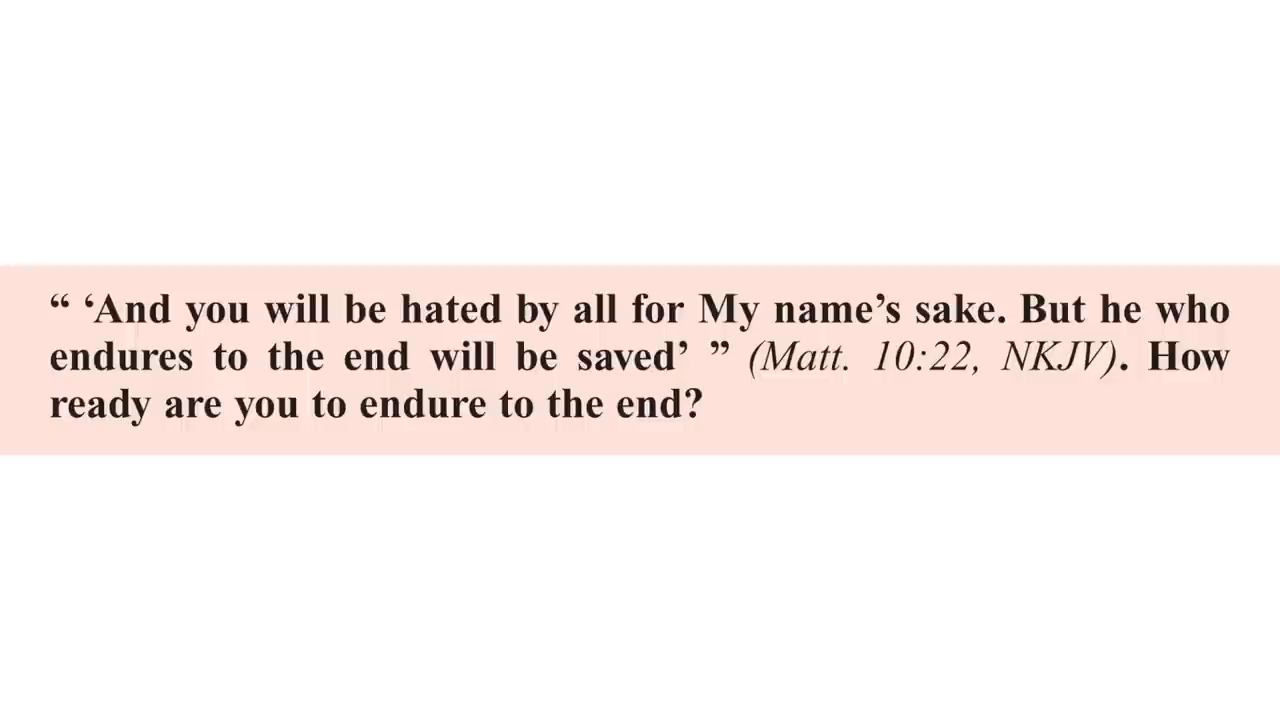 “ ‘And you will be hated by all for My name’s sake. But he who
endures to the end will be saved’ ” (Matt. 10:22, NKJV). How
ready are you to endure to the end?